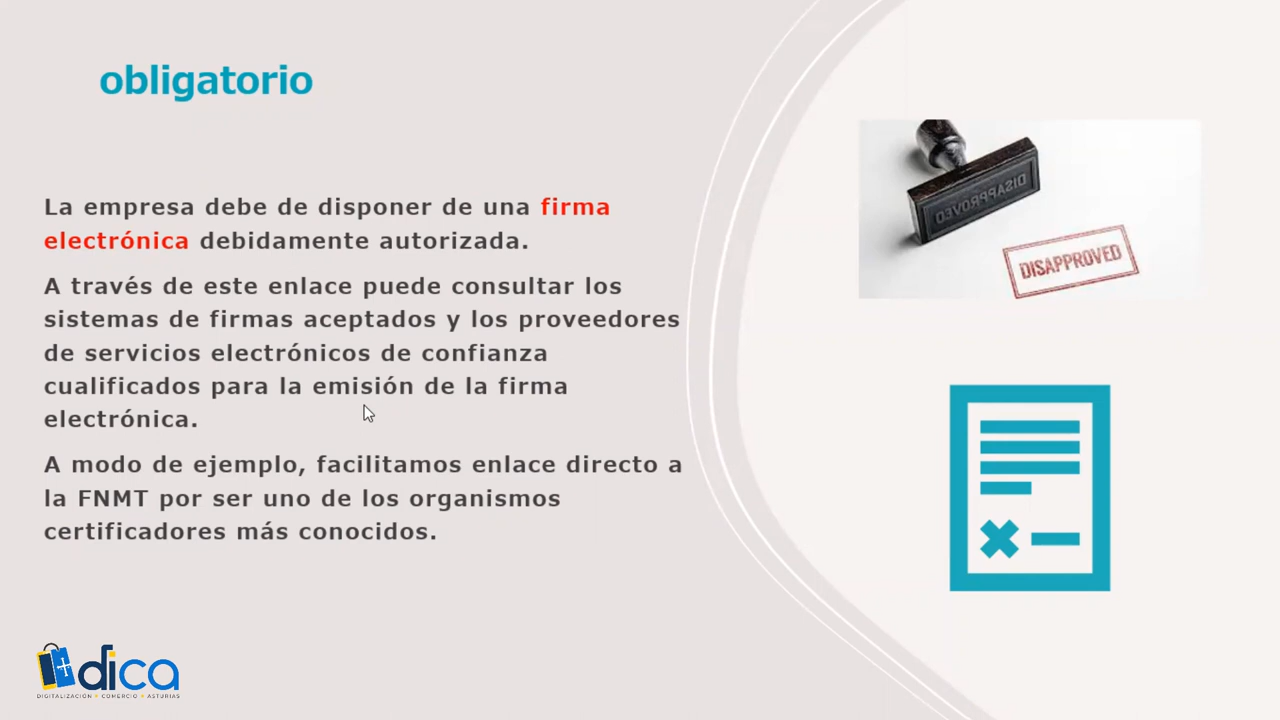 obligatorio
La empresa debe de disponer de una firma
electrónica debidamente autorizada.
A través de este enlace puede consultar los
sistemas de firmas aceptados y los proveedores
de servicios electrónicos de confianza
cualificados para la emisión de la firma
electrónica.
A modo de ejemplo, facilitamos enlace directo a
la FNMT por ser uno de los organismos
certificadores más conocidos.
DISAPPROVED
DISAPPROVED
dica
DIGITALIZACIÓN + COMERCIO + ASTURIAS